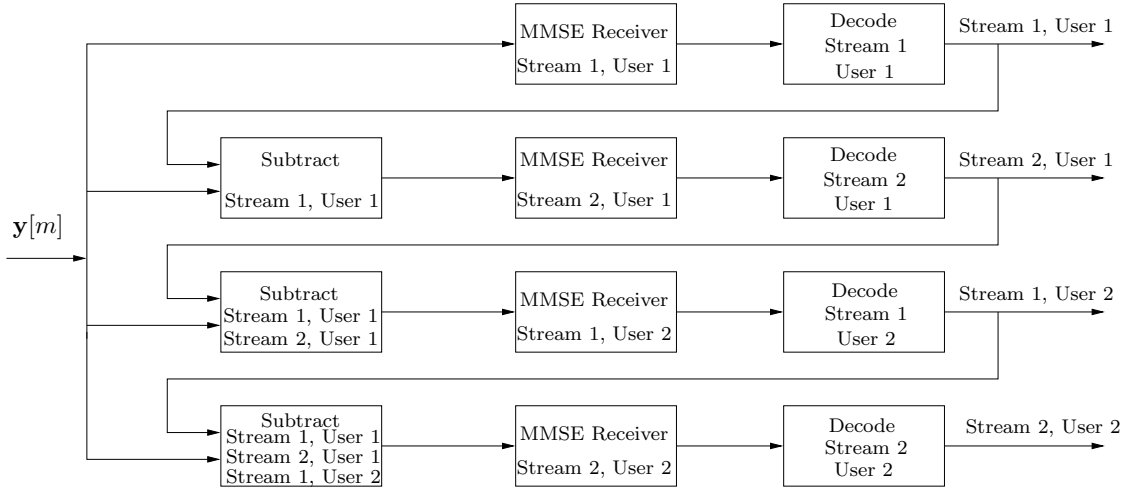 MMSE Receiver
Stream 1, User 1
Decode
Stream 1
User 1
Stream 1, User 1
Subtract
Stream 1, User 1
MMSE Receiver
Stream 2, User 1
Decode
Stream 2
User 1
Stream 2, User 1
y[m]
Subtract
Stream 1, User 1
Stream 2, User 1
MMSE Receiver
Stream 1, User 2
Decode
Stream 1
User 2
Stream 1, User 2
Subtract
Stream 1, User 1
Stream 2, User 1
Stream 1, User 2
MMSE Receiver
Stream 2, User 2
Decode
Stream 2
User 2
Stream 2, User 2